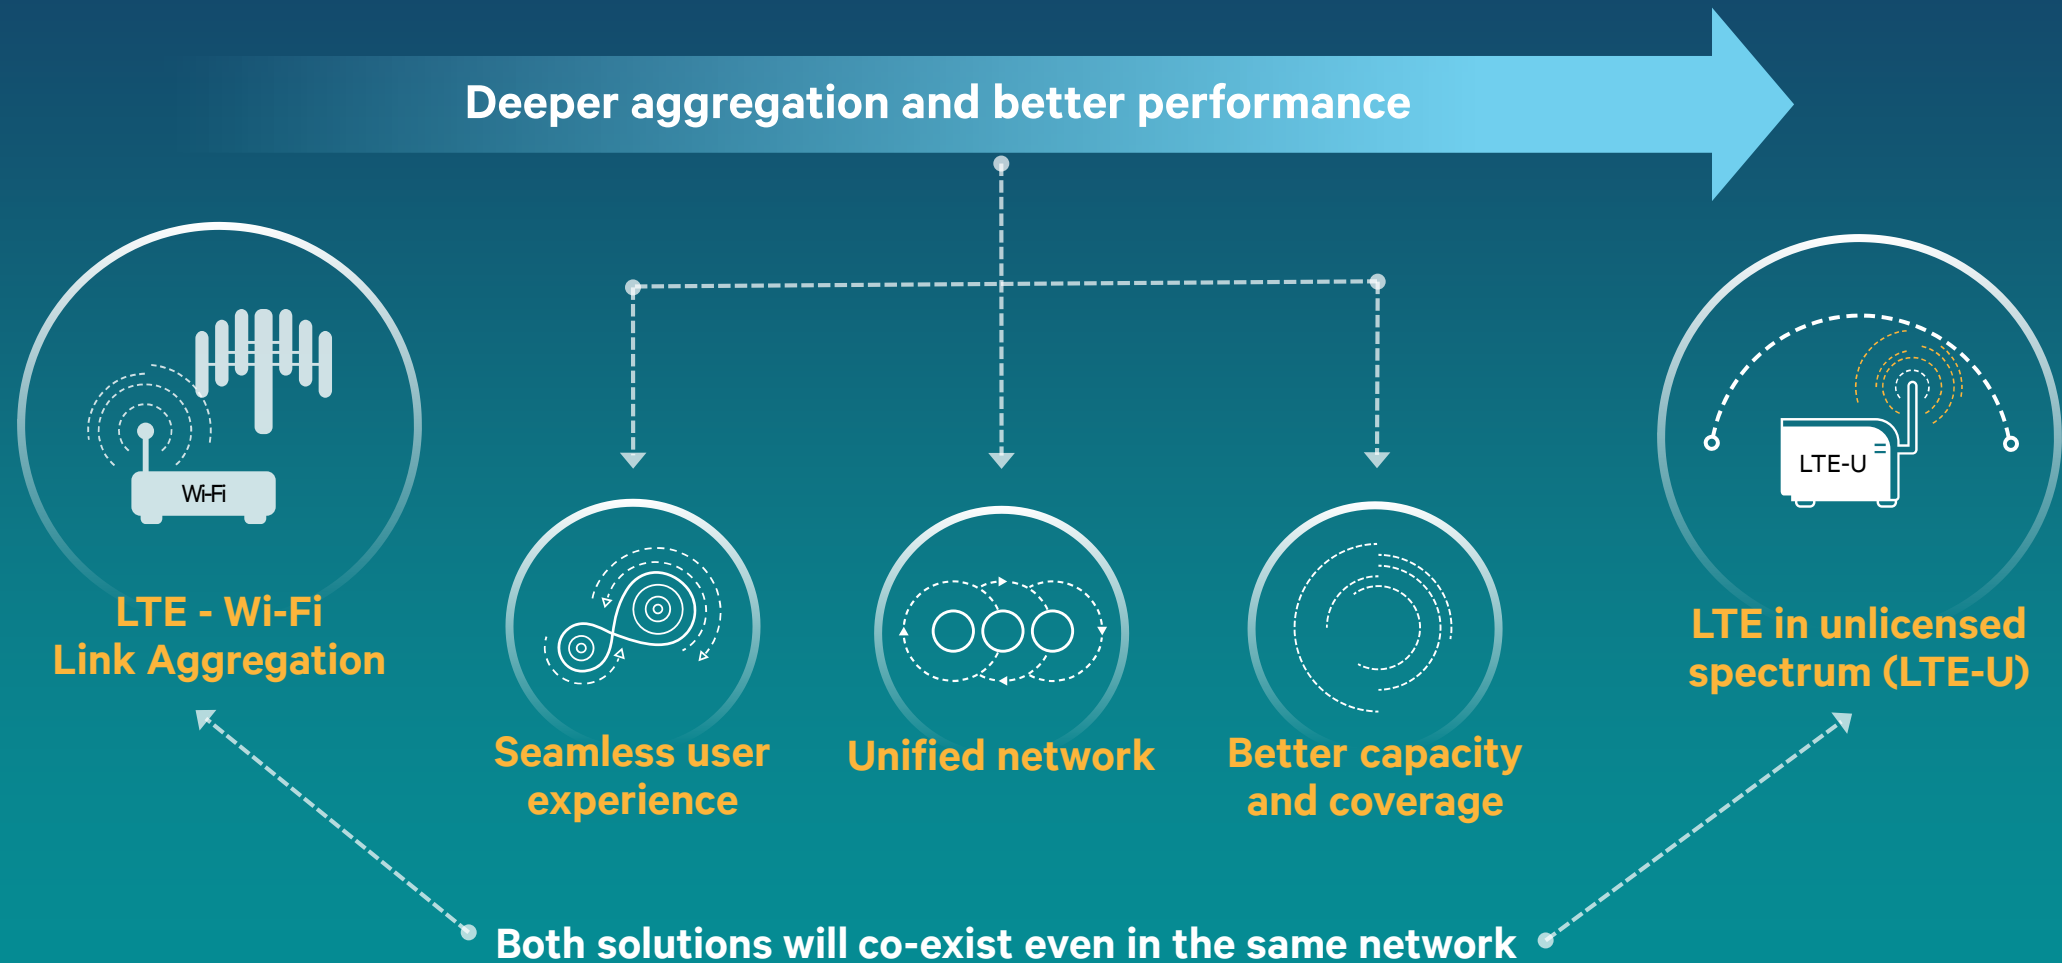 Deeper aggregation and better performance
Wi-Fi
LTE - Wi-Fi
Link Aggregation
Seamless user
experience
Unified network
Better capacity
and coverage
LTE-U
LTE in unlicensed
spectrum (LTE-U)
Both solutions will co-exist even in the same network